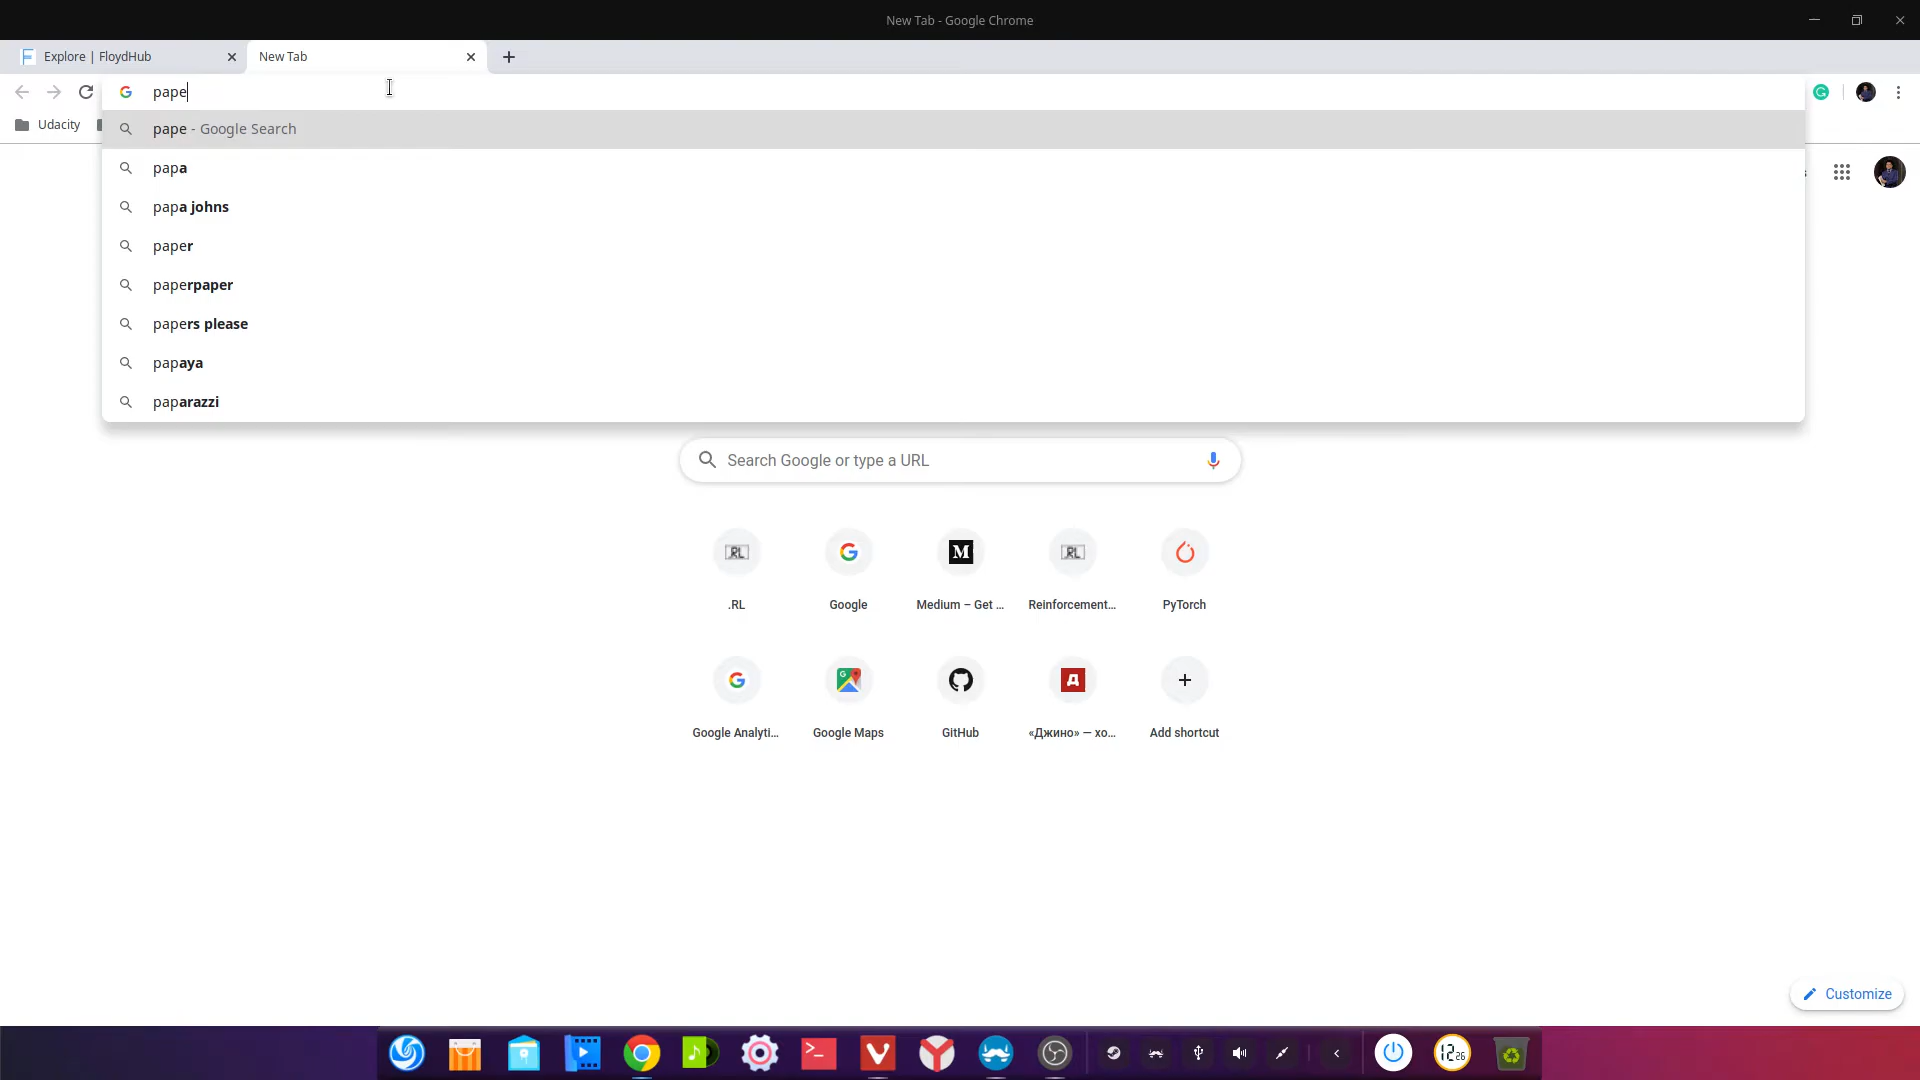 New Tab - Google Chrome
Explore | FloydHub
New Tab
pape
Udacity
pape - Google Search
papa
papa johns
paper
paperpaper
papers please
papaya
paparazzi
Search Google or type a URL
.RL
Google
Medium – Get ...
Reinforcement...
PyTorch
Google Analyti...
Google Maps
GitHub
«Джино» — хо...
Add shortcut
Customize
12 26